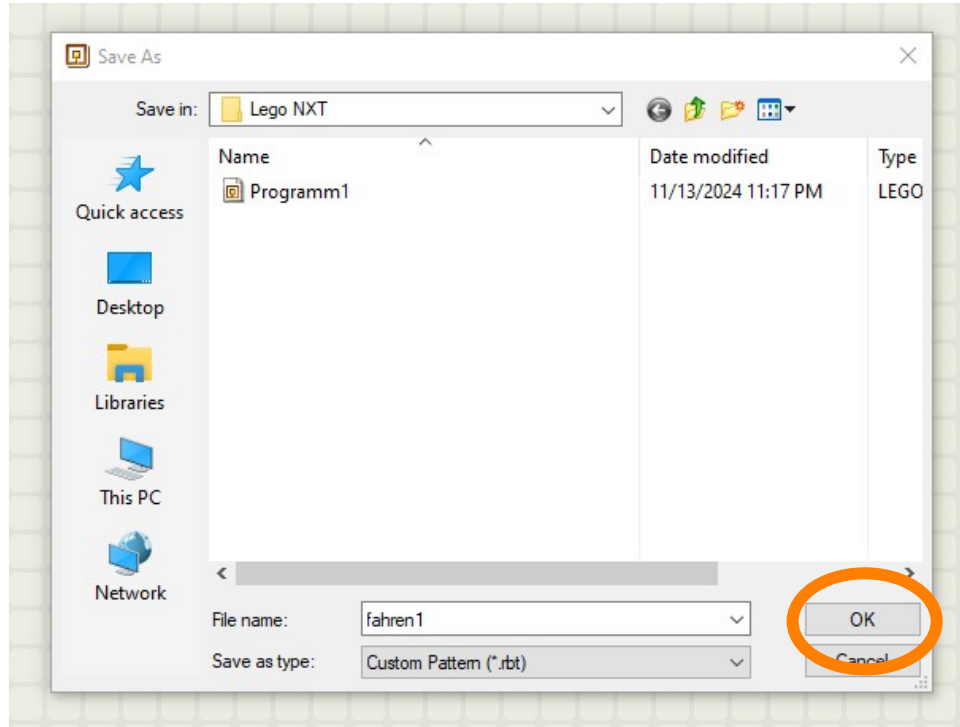 Save As
Save in: Lego NXT
Name Date modified Type
Programm1 11/13/2024 11:17 PM LEGO
Quick access
Desktop
Libraries
This PC
Network
File name: fahren1 OK
Save as type: Custom Pattern (*.rbt) Cancel